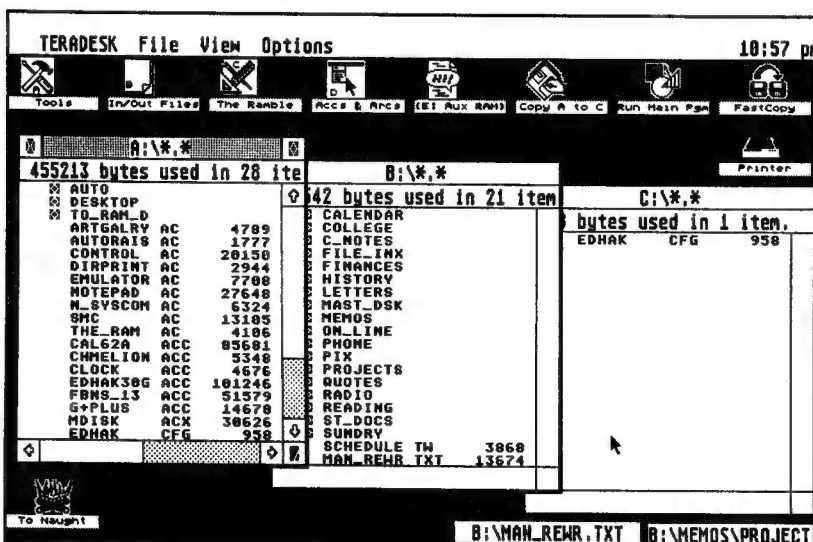 TERADESK File View Options 10:57 pm
Tools In/Out Files The Ramble Accs & Arcs (E: Aux RAM) Copy A to C Run Main Pgm FastCopy
Printer
A:\*.*
455213 bytes used in 28 ite
AUTO
DESKTOP
TO_RAM_D
ARTGALRY AC 4789
AUTORAIS AC 1777
CONTROL AC 20150
DIRPRINT AC 2944
EMULATOR AC 7708
NOTEPAD AC 27648
N_SYSCOM AC 6324
SMC AC 13105
THE_RAM AC 4106
CAL62A ACC 85681
CHMELION ACC 5348
CLOCK ACC 4676
EDHAK38G ACC 101246
FBNS_13 ACC 51579
G+PLUS ACC 14678
MDISK ACX 30626
EDHAK CFG 958
B:\*.*
642 bytes used in 21 item
CALENDAR
COLLEGE
C_NOTES
FILE_INX
FINANCES
HISTORY
LETTERS
MAST_DSK
MEMOS
ON_LINE
PHONE
PIX
PROJECTS
QUOTES
RADIO
READING
ST_DOCS
SUNDRY
SCHEDULE TW 3868
MAN_REWR TXT 13674
C:\*.*
bytes used in 1 item.
EDHAK CFG 958
To Naught
B:\MAN_REWR.TXT B:\MEMOS\PROJECT